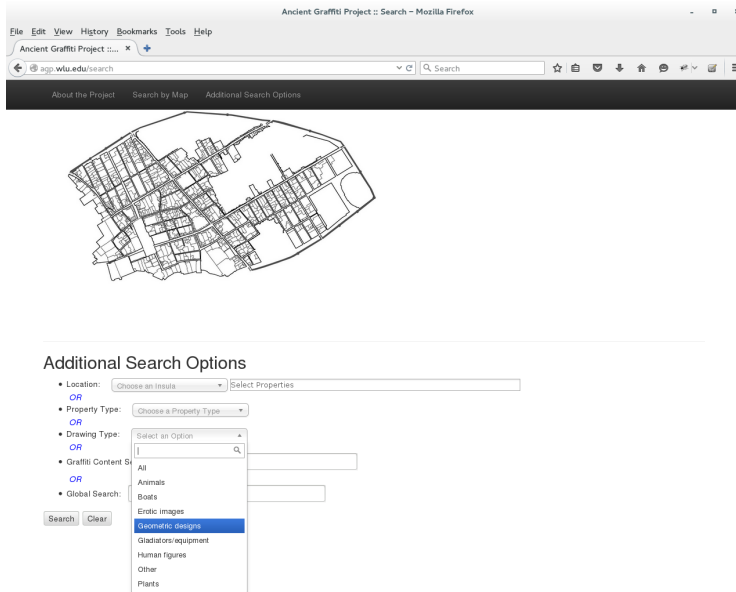 Ancient Graffiti Project :: Search – Mozilla Firefox
File Edit View History Bookmarks Tools Help
Ancient Graffiti Project ::...
agp.wlu.edu/search Search
About the Project Search by Map Additional Search Options
Additional Search Options
Location: Choose an Insula Select Properties
OR
Property Type: Choose a Property Type
OR
Drawing Type: Select an Option
OR
Graffiti Content Se
All
Animals
OR
Boats
Global Search:
Erotic images
Search Clear
Geometric designs
Gladiators/equipment
Human figures
Other
Plants